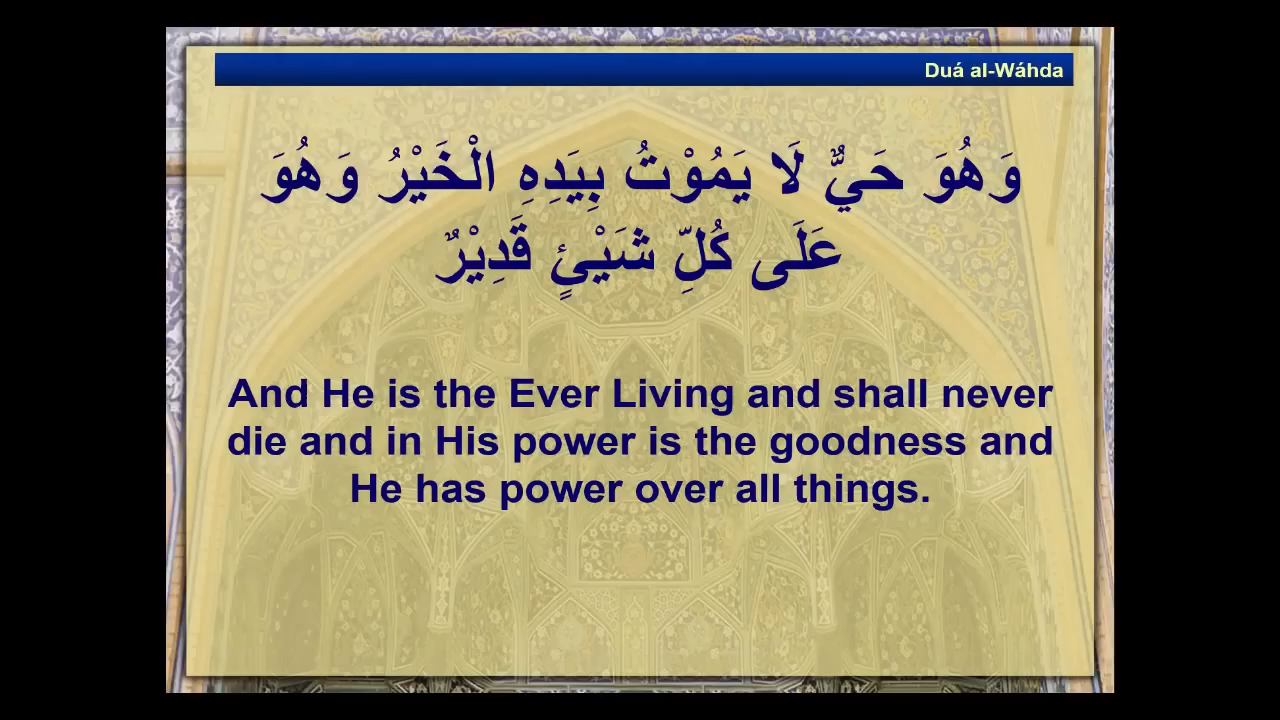 Duá al-Wáhda
وَهُوَ حَيٌّ لَا يَمُوْتُ بِيَدِهِ الْخَيْرُ وَهُوَ
عَلَى كُلِّ شَيْئٍ قَدِيْرٌ
And He is the Ever Living and shall never
die and in His power is the goodness and
He has power over all things.